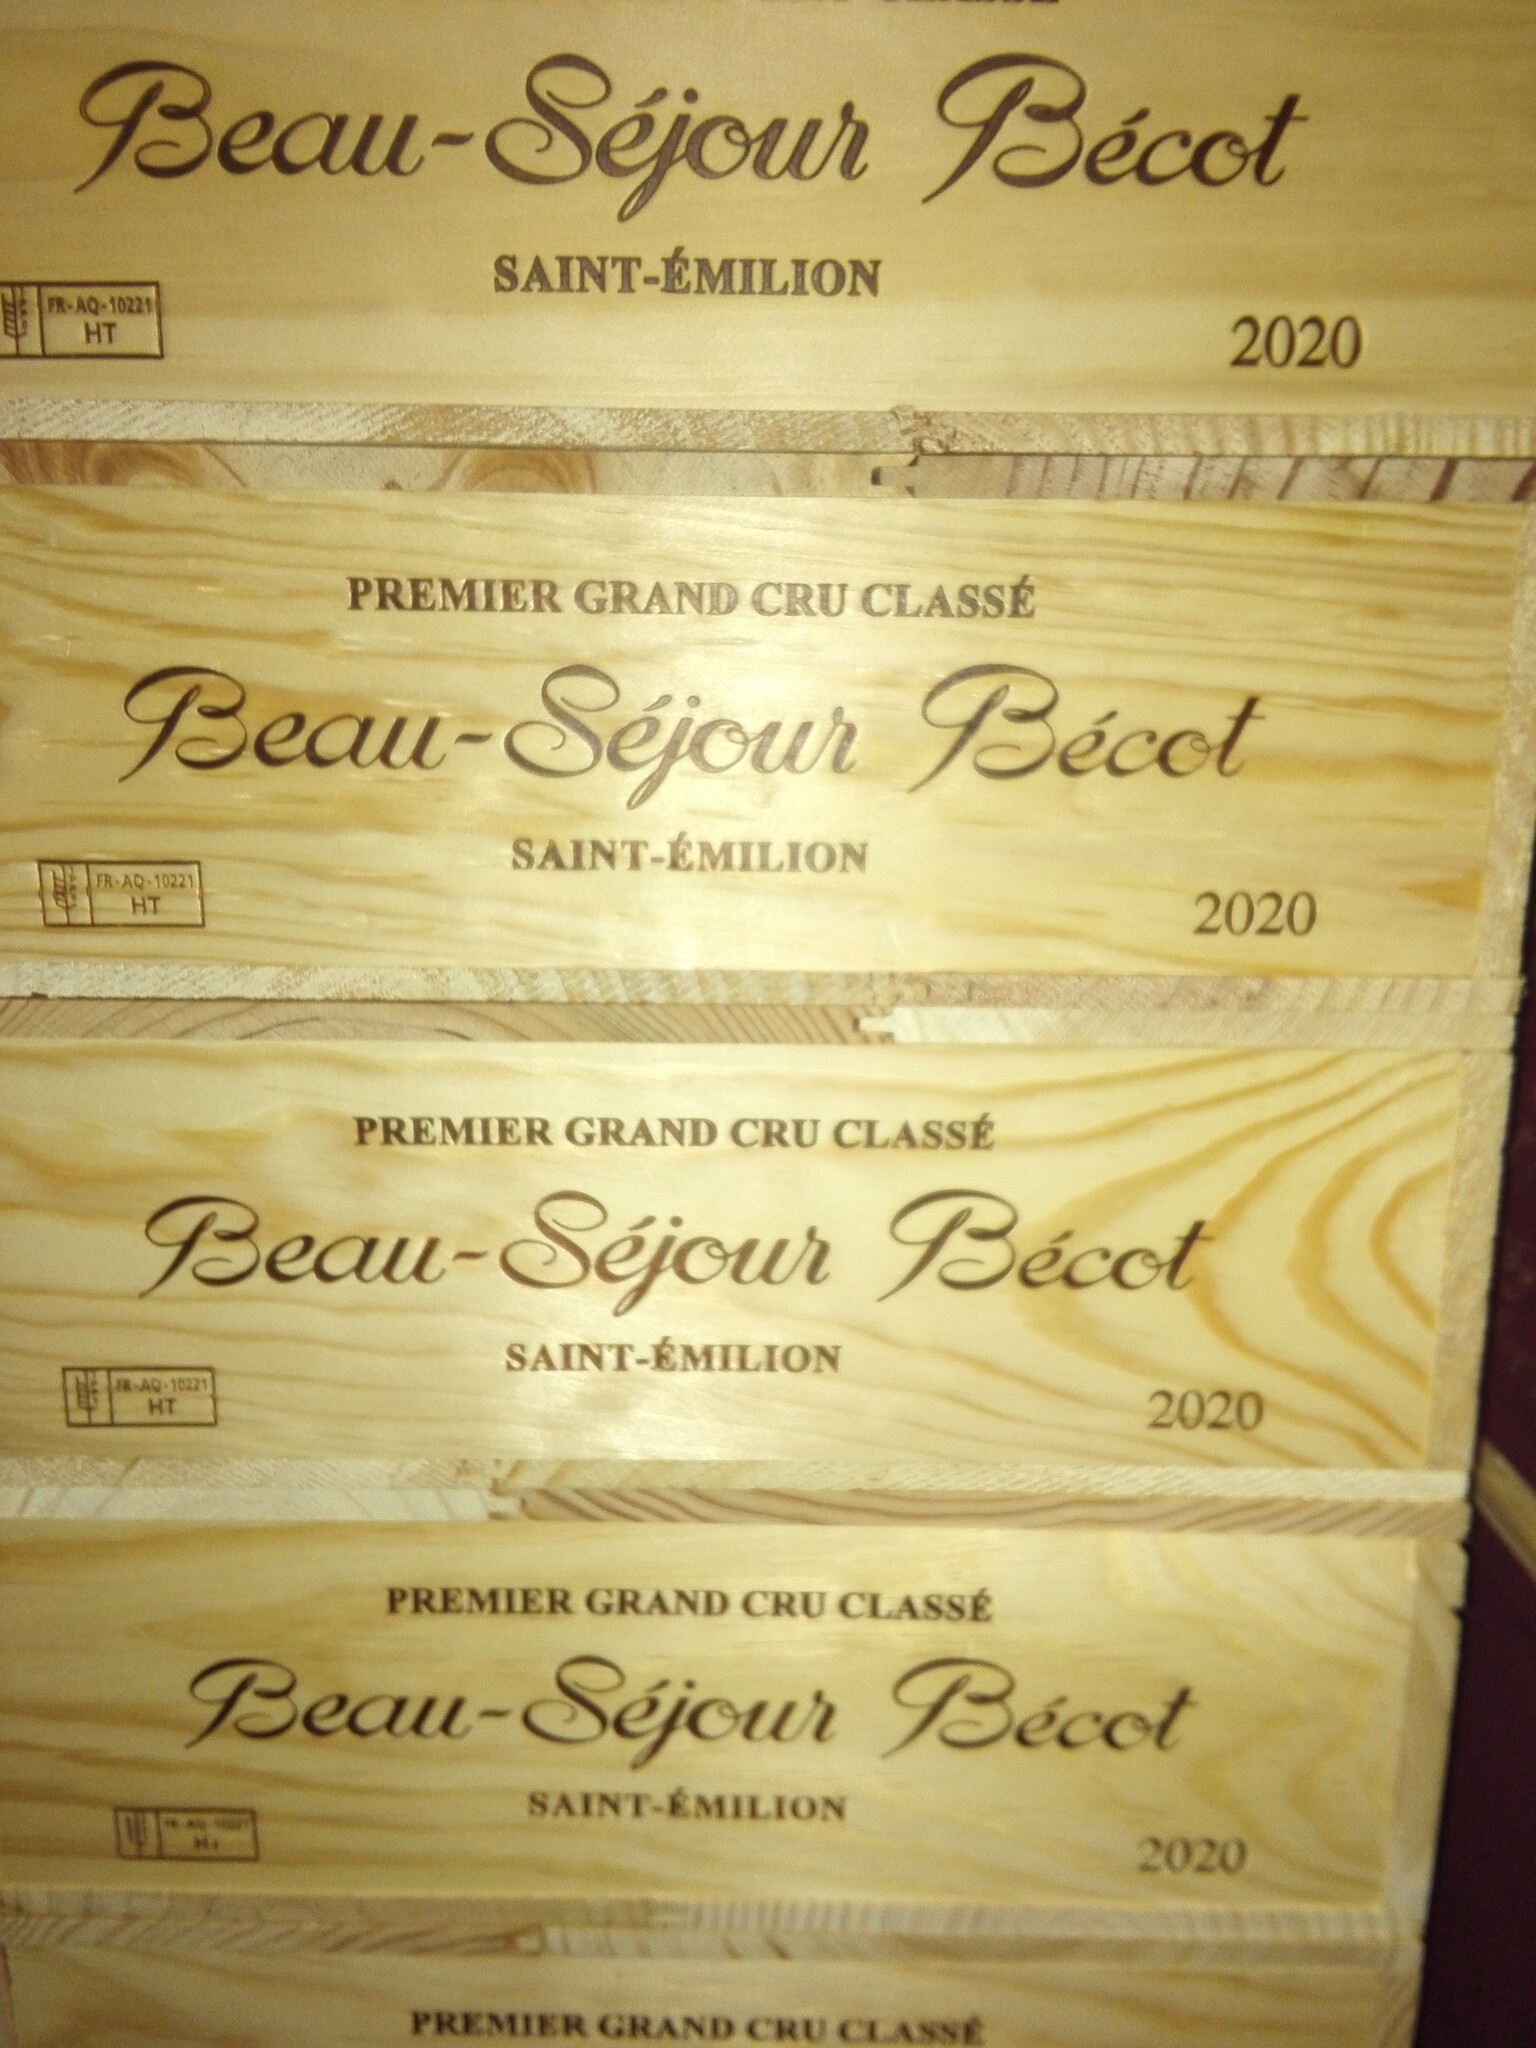 Beau-Séjour Bécot
SAINT-ÉMILION
FR-AQ-10221
HT
2020
PREMIER GRAND CRU CLASSÉ
Beau-Séjour Bécot
SAINT-ÉMILION
FR-AQ-10221
HT
2020
PREMIER GRAND CRU CLASSÉ
Beau-Séjour Bécot
SAINT-ÉMILION
FR-AQ-10221
HT
2020
PREMIER GRAND CRU CLASSÉ
Beau-Séjour Bécot
SAINT-ÉMILION
2020
PREMIER GRAND CRU CLASSÉ